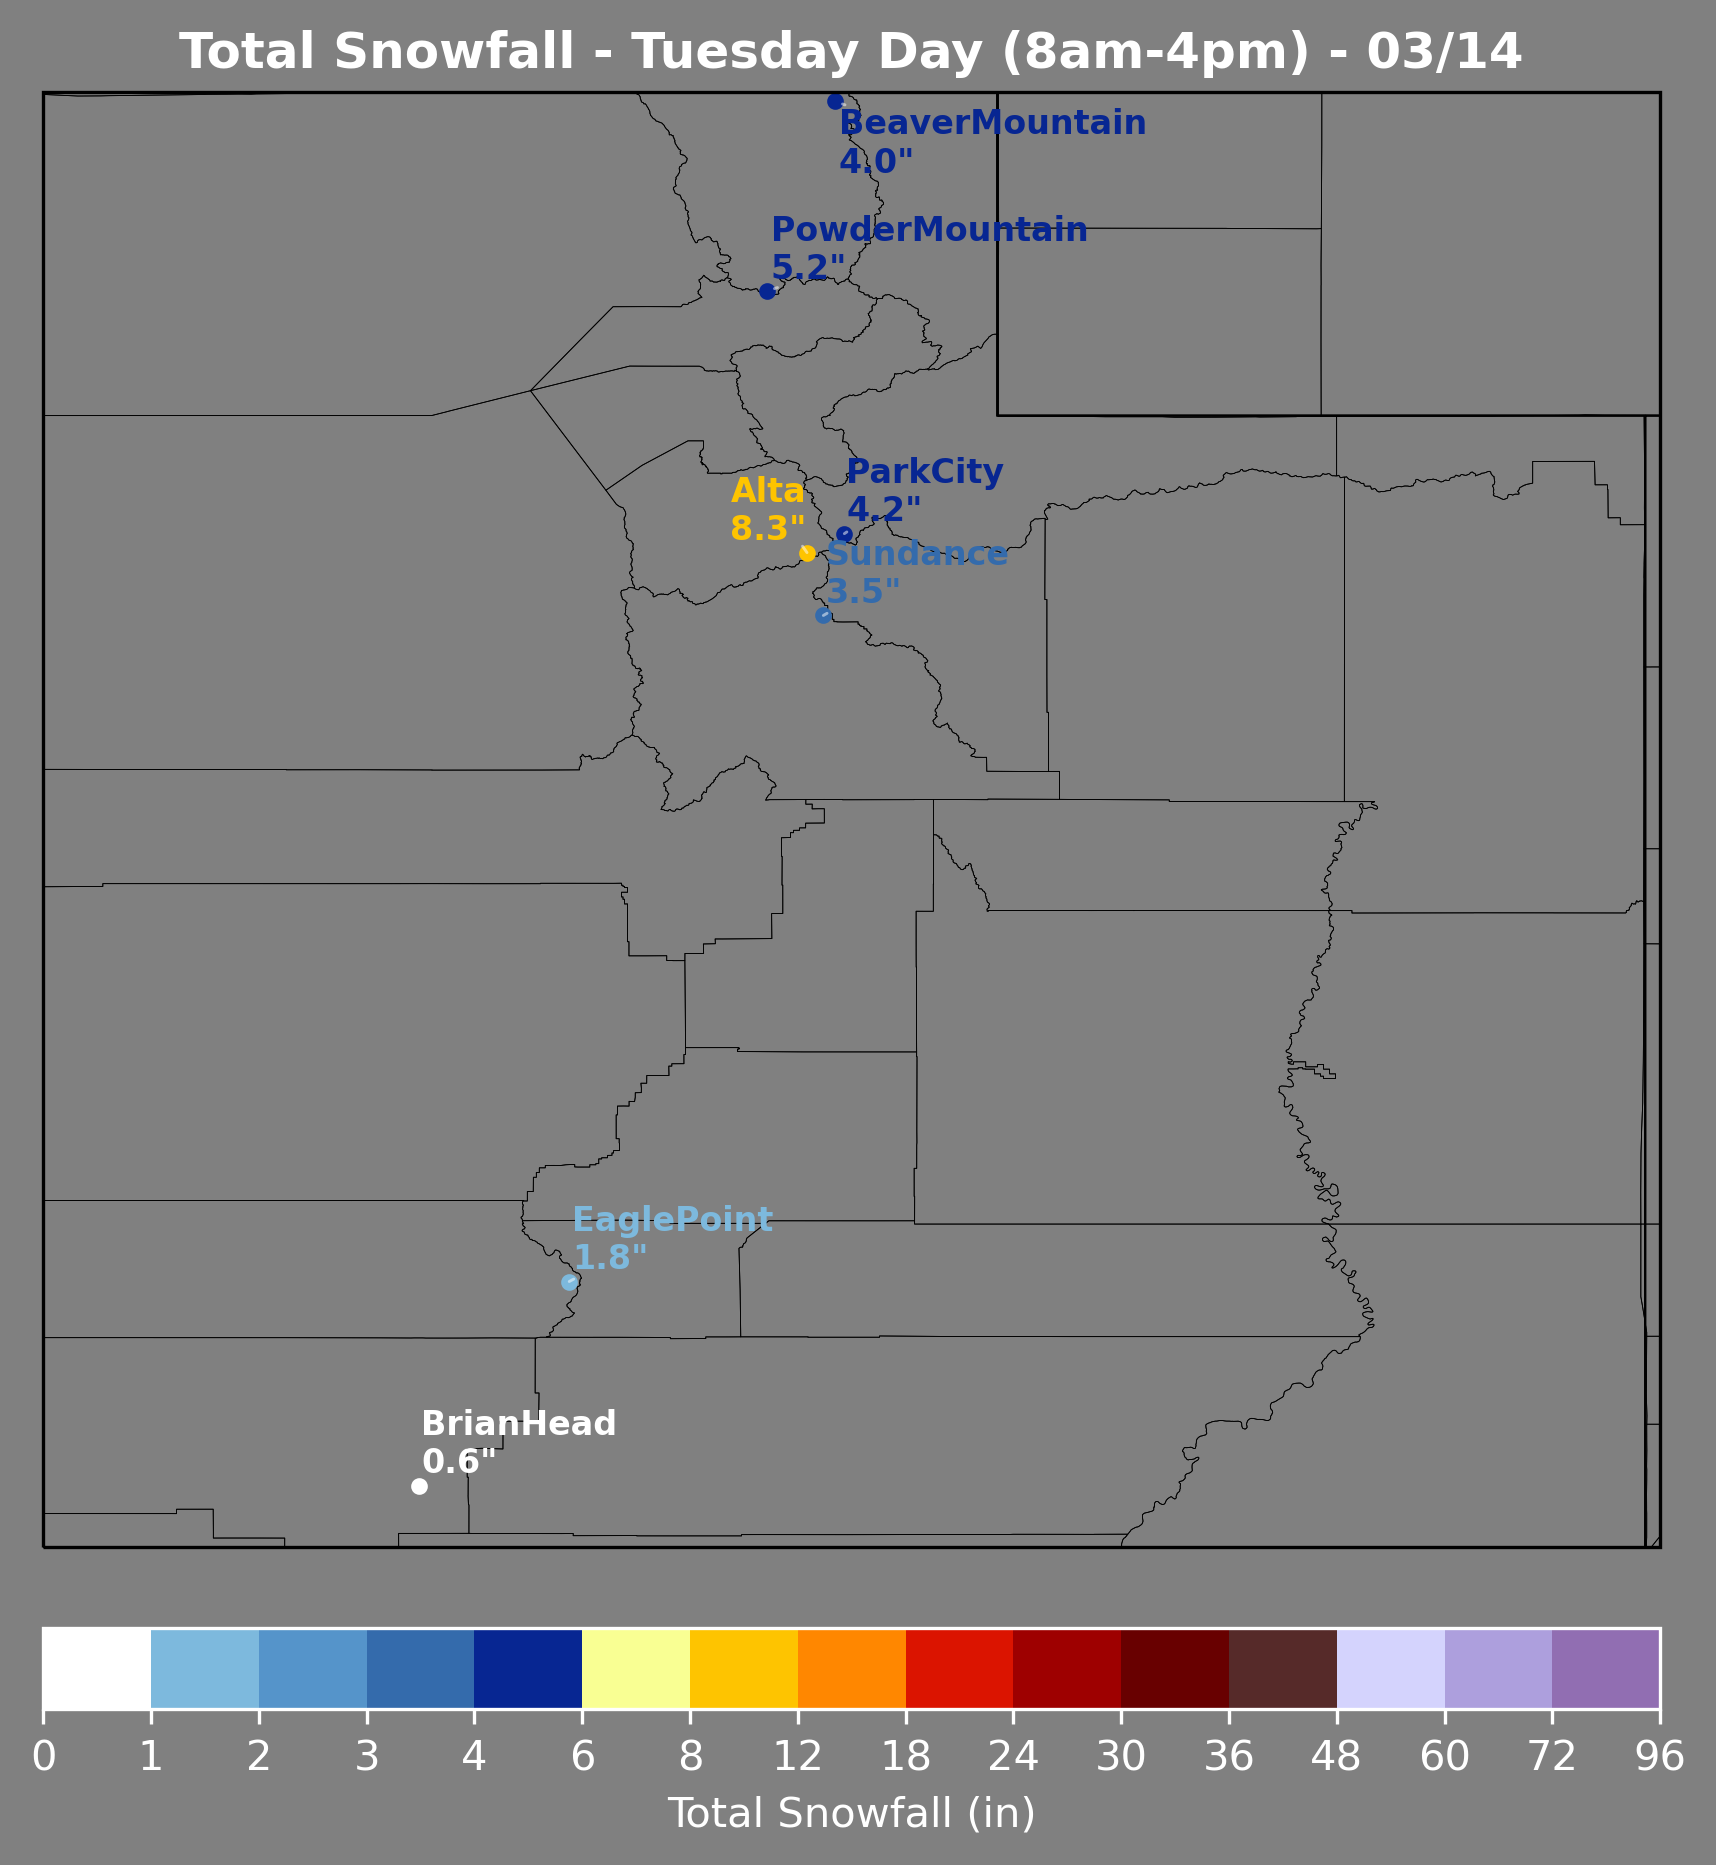 Total Snowfall - Tuesday Day (8am-4pm) - 03/14
BeaverMountain
4.0"
PowderMountain
5.2"
ParkCity
4.2"
Alta
8.3"
Sundance
3.5"
EaglePoint
1.8"
BrianHead
0.6"
0 1 2 3 4 6 8 12 18 24 30 36 48 60 72 96
Total Snowfall (in)